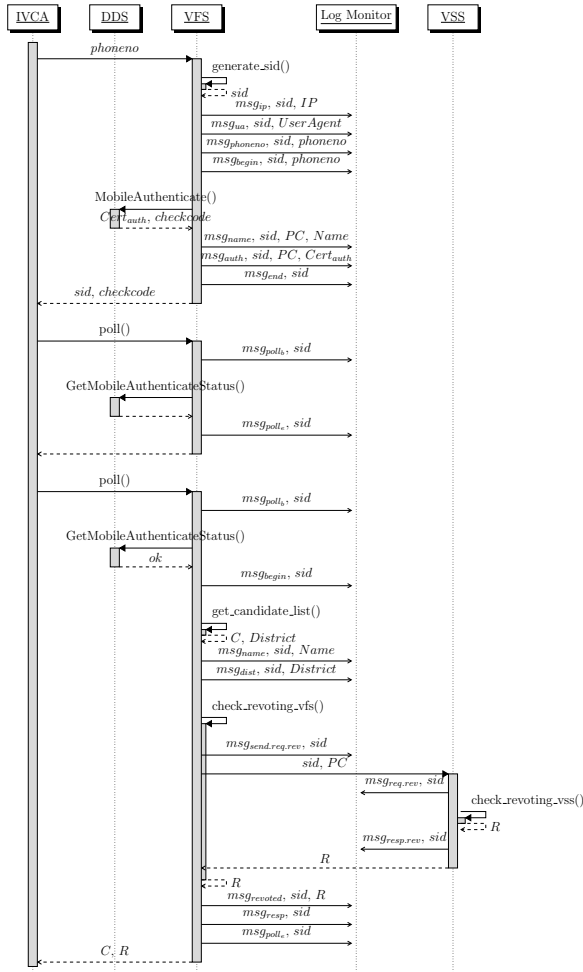 IVCA DDS VFS Log Monitor VSS
phoneno
generate_sid()
sid
msg_ip, sid, IP
msg_ua, sid, UserAgent
msg_phoneno, sid, phoneno
msg_begin, sid, phoneno
MobileAuthenticate()
Cert_auth, checkcode
msg_name, sid, PC, Name
msg_auth, sid, PC, Cert_auth
msg_end, sid
sid, checkcode
poll()
msg_poll_b, sid
GetMobileAuthenticateStatus()
msg_poll_e, sid
poll()
msg_poll_b, sid
GetMobileAuthenticateStatus()
ok
msg_begin, sid
get_candidate_list()
C, District
msg_name, sid, Name
msg_dist, sid, District
check_revoting_vfs()
msg_send.req.rev, sid
sid, PC
msg_req.rev, sid
check_revoting_vss()
R
msg_resp.rev, sid
R
R
msg_revoted, sid, R
msg_resp, sid
msg_poll_e, sid
C, R